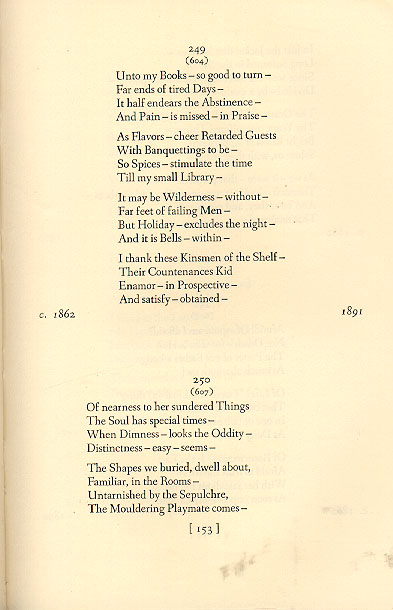 249
(604)
Unto my Books – so good to turn –
Far ends of tired Days –
It half endears the Abstinence –
And Pain – is missed – in Praise –
As Flavors – cheer Retarded Guests
With Banquettings to be –
So Spices – stimulate the time
Till my small Library –
It may be Wilderness – without –
Far feet of failing Men –
But Holiday – excludes the night –
And it is Bells – within –
I thank these Kinsmen of the Shelf –
Their Countenances Kid
Enamor – in Prospective –
And satisfy – obtained –
c. 1862 1891
250
(607)
Of nearness to her sundered Things
The Soul has special times –
When Dimness – looks the Oddity –
Distinctness – easy – seems –
The Shapes we buried, dwell about,
Familiar, in the Rooms –
Untarnished by the Sepulchre,
The Mouldering Playmate comes –
[ 153 ]